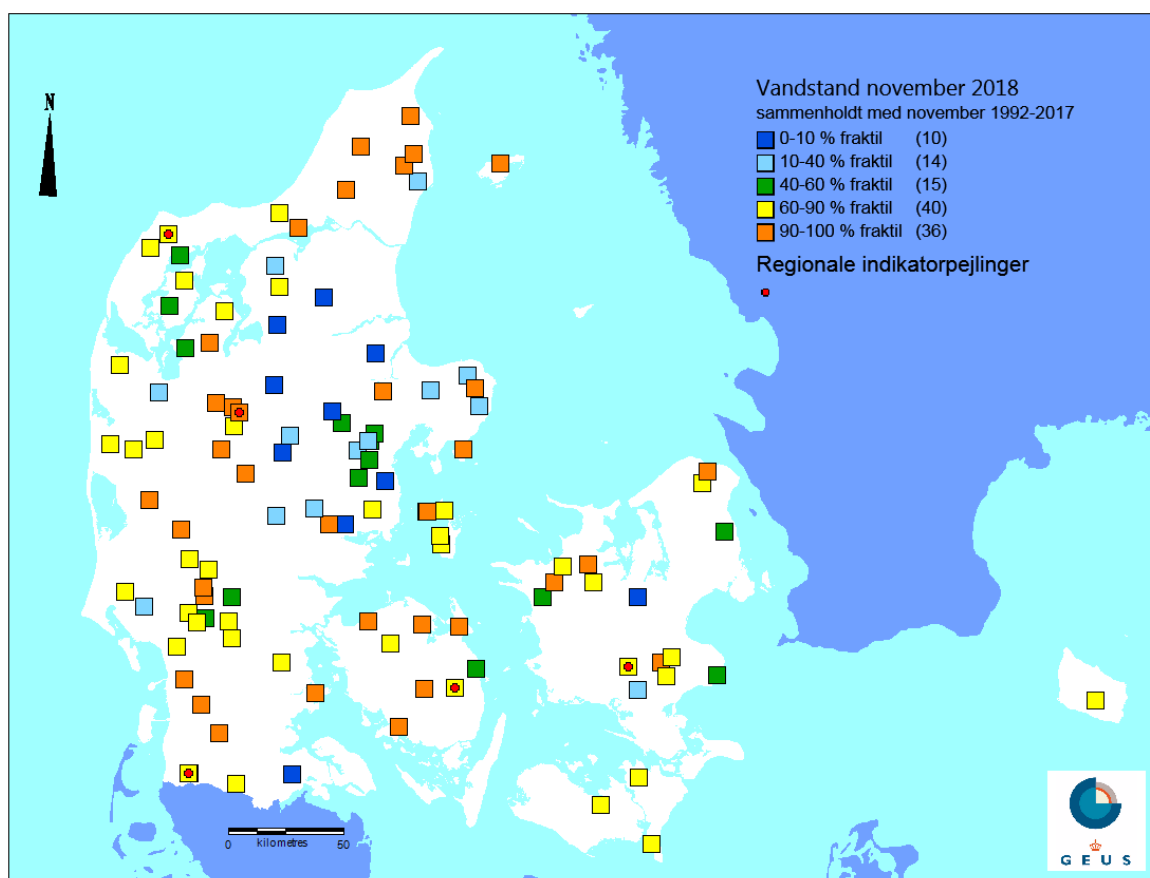 N
Vandstand november 2018
sammenholdt med november 1992-2017
0-10 % fraktil (10)
10-40 % fraktil (14)
40-60 % fraktil (15)
60-90 % fraktil (40)
90-100 % fraktil (36)
Regionale indikatorpejlinger
0 kilometres 50
G E U S